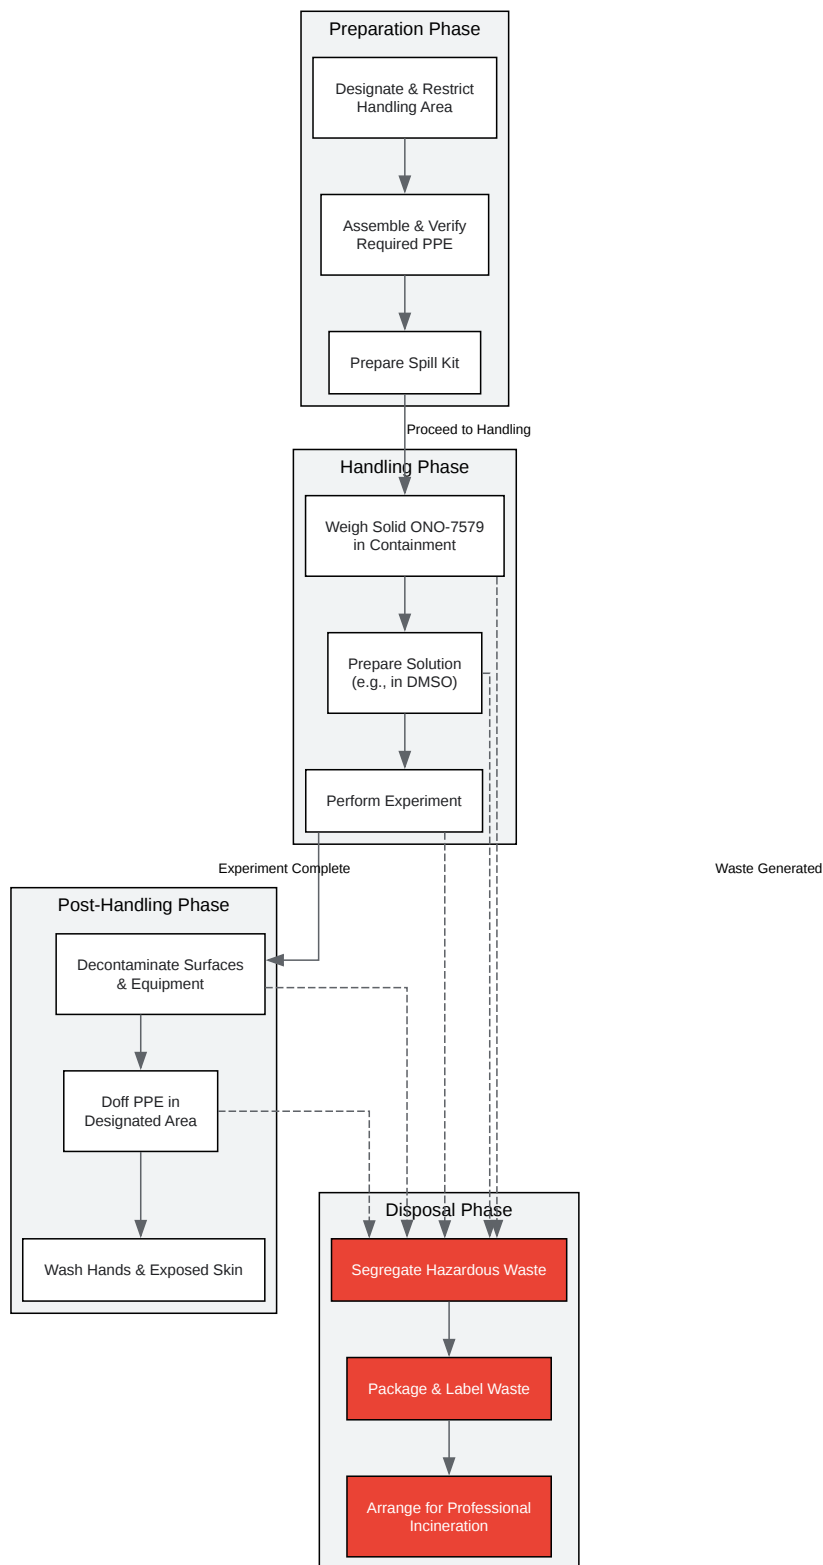 Preparation Phase
Designate & Restrict
Handling Area
Assemble & Verify
Required PPE
Prepare Spill Kit
Proceed to Handling
Handling Phase
Weigh Solid ONO-7579
in Containment
Prepare Solution
(e.g., in DMSO)
Perform Experiment
Experiment Complete
Waste Generated
Post-Handling Phase
Decontaminate Surfaces
& Equipment
Doff PPE in
Designated Area
Wash Hands & Exposed Skin
Disposal Phase
Segregate Hazardous Waste
Package & Label Waste
Arrange for Professional
Incineration